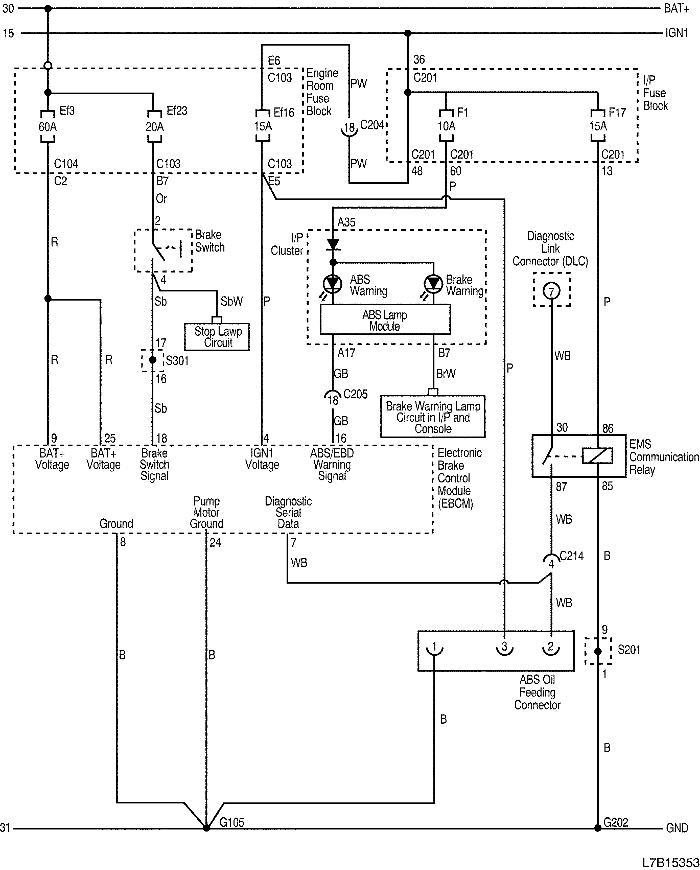 30 BAT+
15 IGN1
E6
C103
Engine
Room
Fuse
Block
PW
18 C204
PW
36
C201
I/P
Fuse
Block
Ef3
60A
Ef23
20A
Ef16
15A
F1
10A
F17
15A
C104
C2
C103
B7
C103
E5
C201
48
C201
60
C201
13
Or
P
2
Brake
Switch
4
Sb
SbW
Stop Lawp
Circuit
R
P
A35
I/P
Cluster
ABS
Warning
Brake
Warning
ABS Lamp
Module
A17
B7
GB
BrW
18 C205
GB
Brake Warning Lamp
Circuit in I/P and
Console
Diagnostic
Link
Connector (DLC)
7
WB
P
P
R
R
17
S301
16
Sb
30
86
EMS
Communication
Relay
87
85
9
BAT+
Voltage
25
BAT+
Voltage
18
Brake
Switch
Signal
4
IGN1
Voltage
16
ABS/EBD
Warning
Signal
Electronic
Brake
Control
Module
(EBCM)
Ground
8
Pump
Motor
Ground
24
Diagnostic
Serial
Data
7
WB
WB
C214
4
WB
B
1
3
2
ABS Oil
Feeding
Connector
9
S201
1
B
B
B
B
31 G105 G202 GND
L7B15353